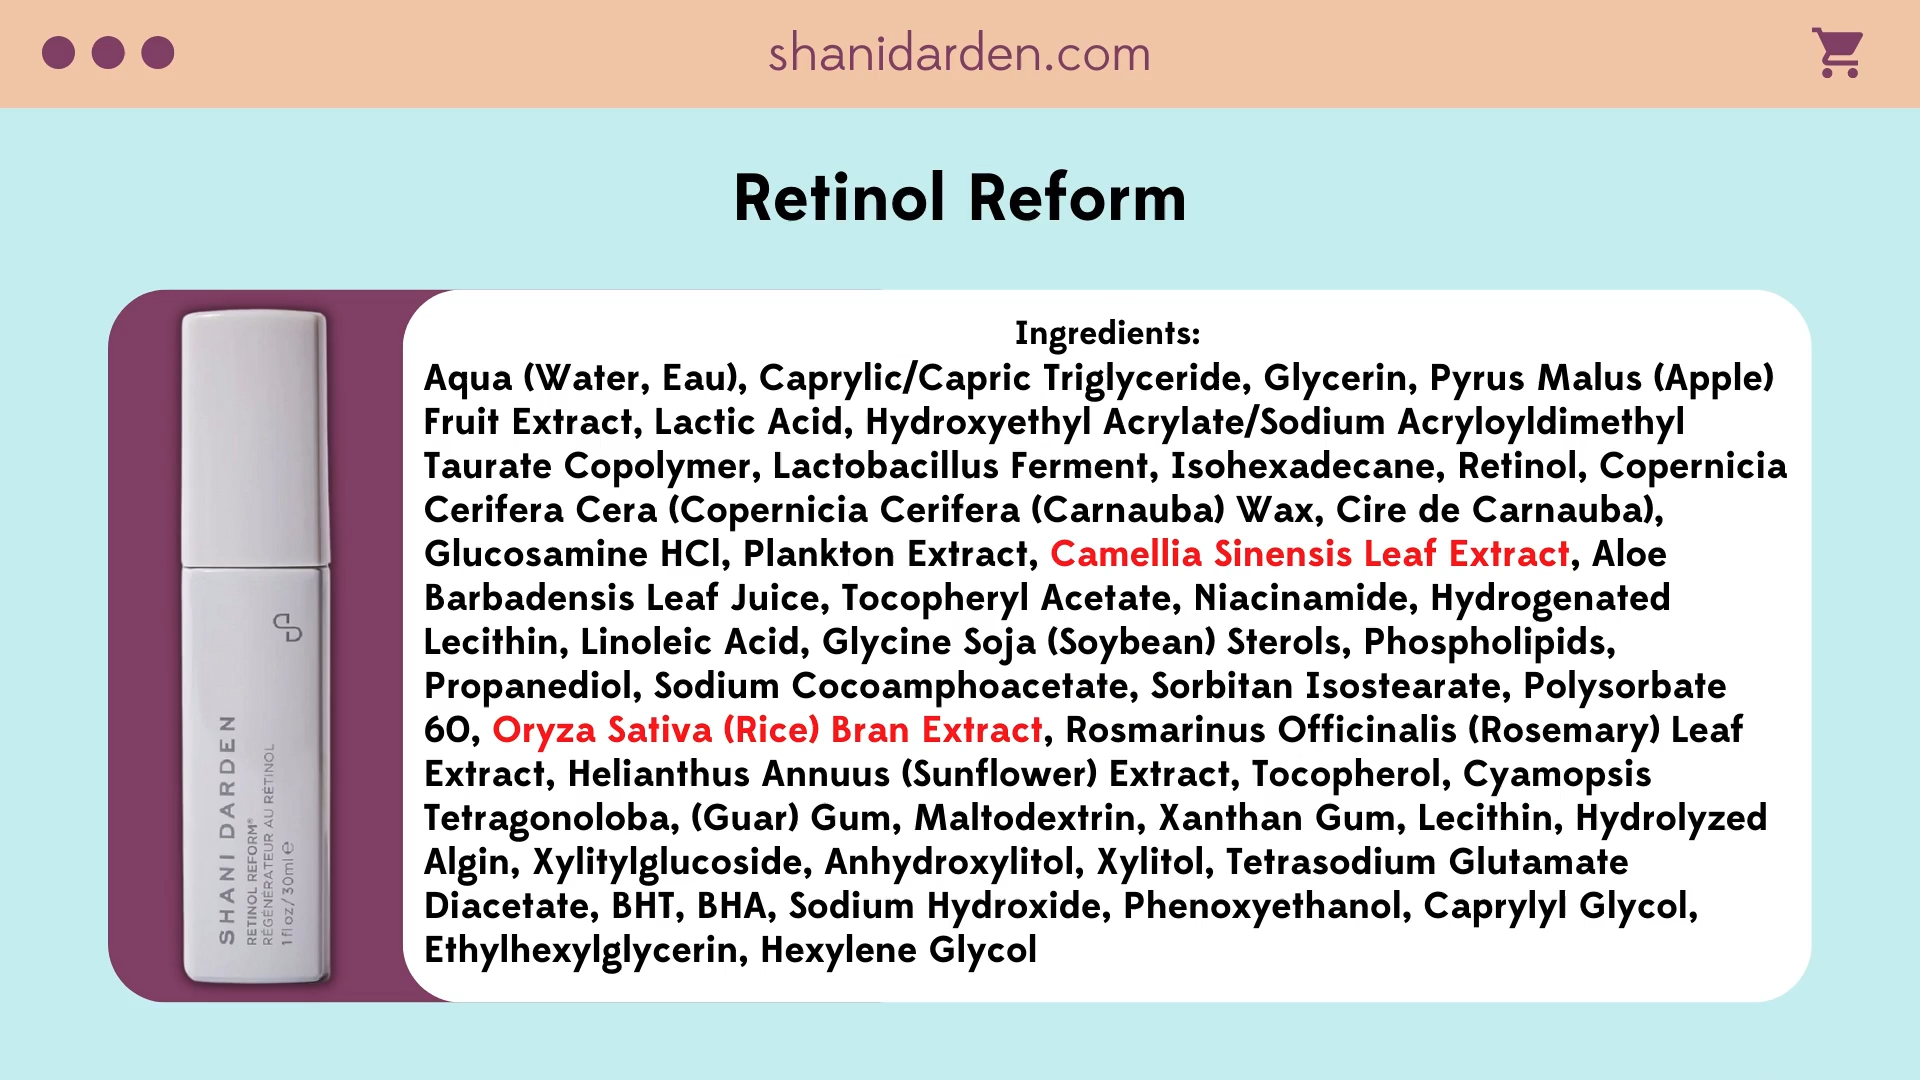 shanidarden.com
Retinol Reform
SHANI DARDEN
RETINOL REFORM®
RÉGÉNÉRATEUR AU RÉTINOL
1 fl oz / 30ml e
Ingredients:
Aqua (Water, Eau), Caprylic/Capric Triglyceride, Glycerin, Pyrus Malus (Apple)
Fruit Extract, Lactic Acid, Hydroxyethyl Acrylate/Sodium Acryloyldimethyl
Taurate Copolymer, Lactobacillus Ferment, Isohexadecane, Retinol, Copernicia
Cerifera Cera (Copernicia Cerifera (Carnauba) Wax, Cire de Carnauba),
Glucosamine HCl, Plankton Extract, Camellia Sinensis Leaf Extract, Aloe
Barbadensis Leaf Juice, Tocopheryl Acetate, Niacinamide, Hydrogenated
Lecithin, Linoleic Acid, Glycine Soja (Soybean) Sterols, Phospholipids,
Propanediol, Sodium Cocoamphoacetate, Sorbitan Isostearate, Polysorbate
60, Oryza Sativa (Rice) Bran Extract, Rosmarinus Officinalis (Rosemary) Leaf
Extract, Helianthus Annuus (Sunflower) Extract, Tocopherol, Cyamopsis
Tetragonoloba, (Guar) Gum, Maltodextrin, Xanthan Gum, Lecithin, Hydrolyzed
Algin, Xylitylglucoside, Anhydroxylitol, Xylitol, Tetrasodium Glutamate
Diacetate, BHT, BHA, Sodium Hydroxide, Phenoxyethanol, Caprylyl Glycol,
Ethylhexylglycerin, Hexylene Glycol